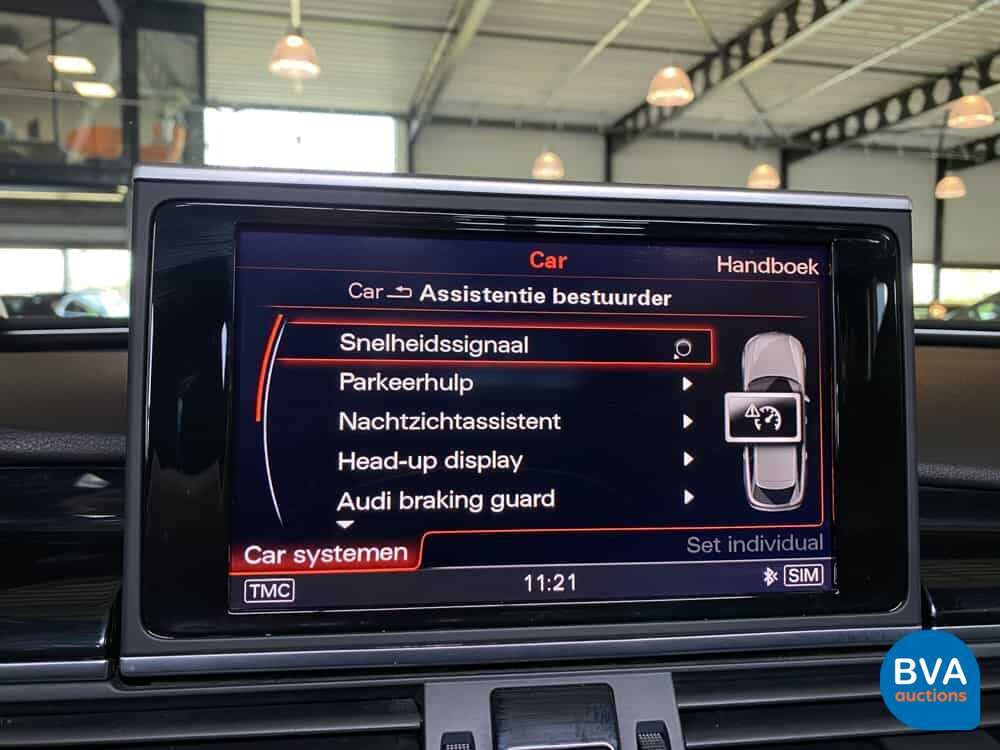 Car
Handboek
Car Assistentie bestuurder
Snelheidssignaal
Parkeerhulp
Nachtzichtassistent
Head-up display
Audi braking guard
Car systemen
Set individual
TMC
11:21
SIM
BVA
auctions